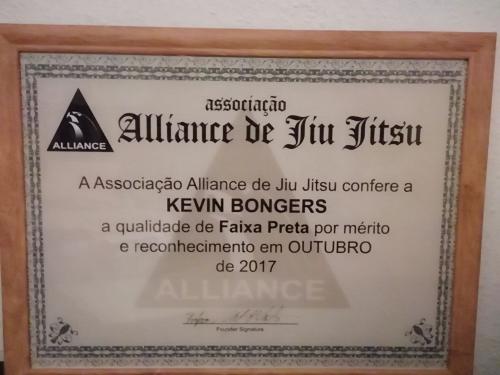 associação
Alliance de Jiu Jitsu
ALLIANCE
A Associação Alliance de Jiu Jitsu confere a
KEVIN BONGERS
a qualidade de Faixa Preta por mérito
e reconhecimento em OUTUBRO
de 2017
ALLIANCE
Founder Signature